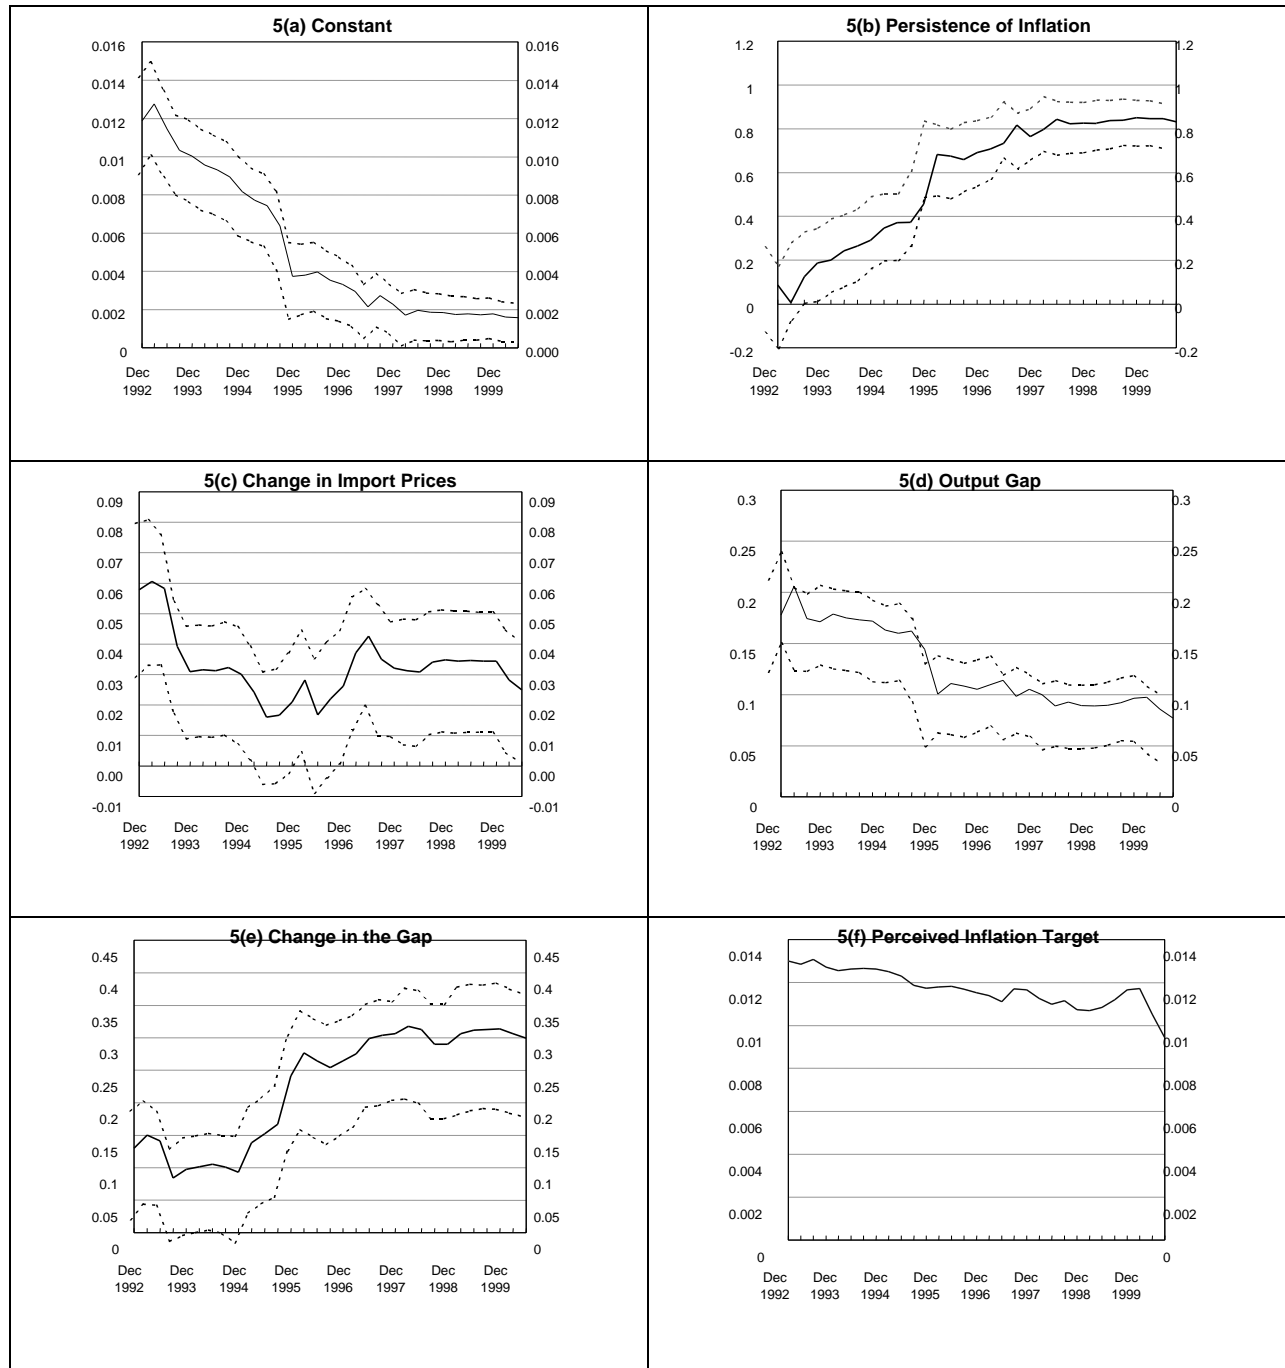 5(a) Constant
0.016 0.016
0.014 0.014
0.012 0.012
0.01 0.010
0.008 0.008
0.006 0.006
0.004 0.004
0.002 0.002
0 0.000
Dec Dec Dec Dec Dec Dec Dec Dec
1992 1993 1994 1995 1996 1997 1998 1999
5(b) Persistence of Inflation
1.2 1.2
1 1
0.8 0.8
0.6 0.6
0.4 0.4
0.2 0.2
0 0
-0.2 -0.2
Dec Dec Dec Dec Dec Dec Dec Dec
1992 1993 1994 1995 1996 1997 1998 1999
5(c) Change in Import Prices
0.09 0.09
0.08 0.08
0.07 0.07
0.06 0.06
0.05 0.05
0.04 0.04
0.03 0.03
0.02 0.02
0.01 0.01
0.00 0.00
-0.01 -0.01
Dec Dec Dec Dec Dec Dec Dec Dec
1992 1993 1994 1995 1996 1997 1998 1999
5(d) Output Gap
0.3 0.3
0.25 0.25
0.2 0.2
0.15 0.15
0.1 0.1
0.05 0.05
0 0
Dec Dec Dec Dec Dec Dec Dec Dec
1992 1993 1994 1995 1996 1997 1998 1999
5(e) Change in the Gap
0.45 0.45
0.4 0.4
0.35 0.35
0.3 0.3
0.25 0.25
0.2 0.2
0.15 0.15
0.1 0.1
0.05 0.05
0 0
Dec Dec Dec Dec Dec Dec Dec Dec
1992 1993 1994 1995 1996 1997 1998 1999
5(f) Perceived Inflation Target
0.014 0.014
0.012 0.012
0.01 0.01
0.008 0.008
0.006 0.006
0.004 0.004
0.002 0.002
0 0
Dec Dec Dec Dec Dec Dec Dec Dec
1992 1993 1994 1995 1996 1997 1998 1999